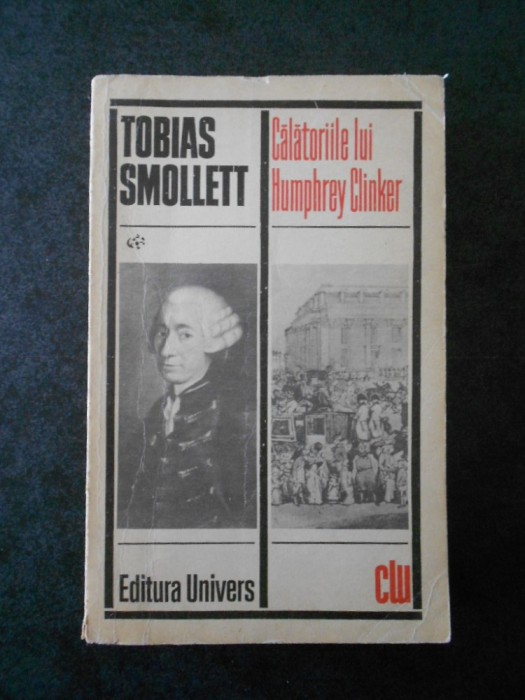 TOBIAS
SMOLLETT
Călătoriile lui
Humphrey Clinker
Editura Univers
clu